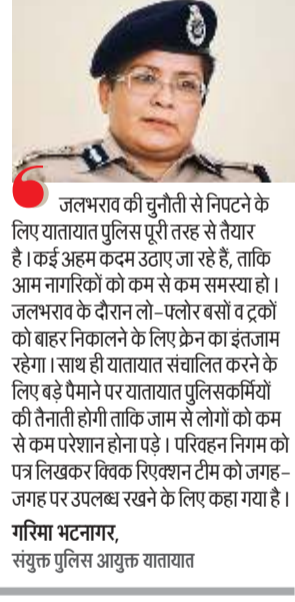 जलभराव की चुनौती से निपटने के
लिए यातायात पुलिस पूरी तरह से तैयार
है। कई अहम कदम उठाए जा रहे हैं, ताकि
आम नागरिकों को कम से कम समस्या हो।
जलभराव के दौरान लो-फ्लोर बसों व ट्रकों
को बाहर निकालने के लिए क्रेन का इंतजाम
रहेगा। साथ ही यातायात संचालित करने के
लिए बड़े पैमाने पर यातायात पुलिसकर्मियों
की तैनाती होगी ताकि जाम से लोगों को कम
से कम परेशान होना पड़े। परिवहन निगम को
पत्र लिखकर क्विक रिएक्शन टीम को जगह-
जगह पर उपलब्ध रखने के लिए कहा गया है।
गरिमा भटनागर,
संयुक्त पुलिस आयुक्त यातायात